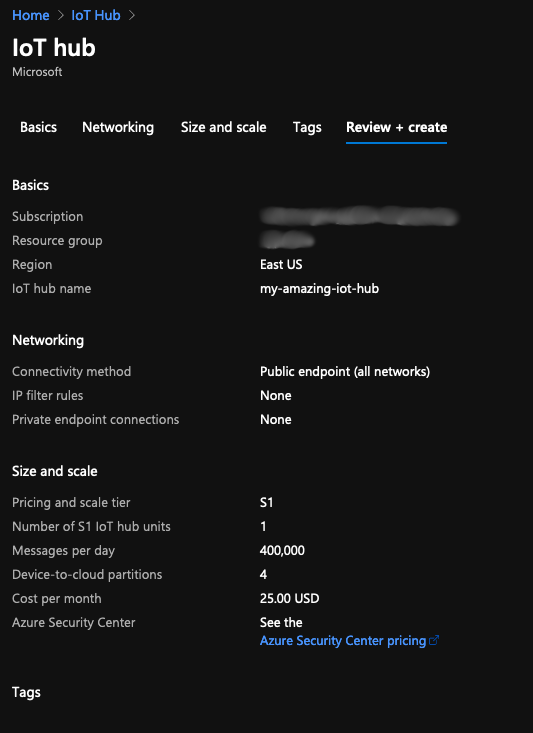 Home > IoT Hub >
IoT hub
Microsoft
Basics Networking Size and scale Tags Review + create
Basics
Subscription
Resource group
Region East US
IoT hub name my-amazing-iot-hub
Networking
Connectivity method Public endpoint (all networks)
IP filter rules None
Private endpoint connections None
Size and scale
Pricing and scale tier S1
Number of S1 IoT hub units 1
Messages per day 400,000
Device-to-cloud partitions 4
Cost per month 25.00 USD
Azure Security Center See the
Azure Security Center pricing
Tags